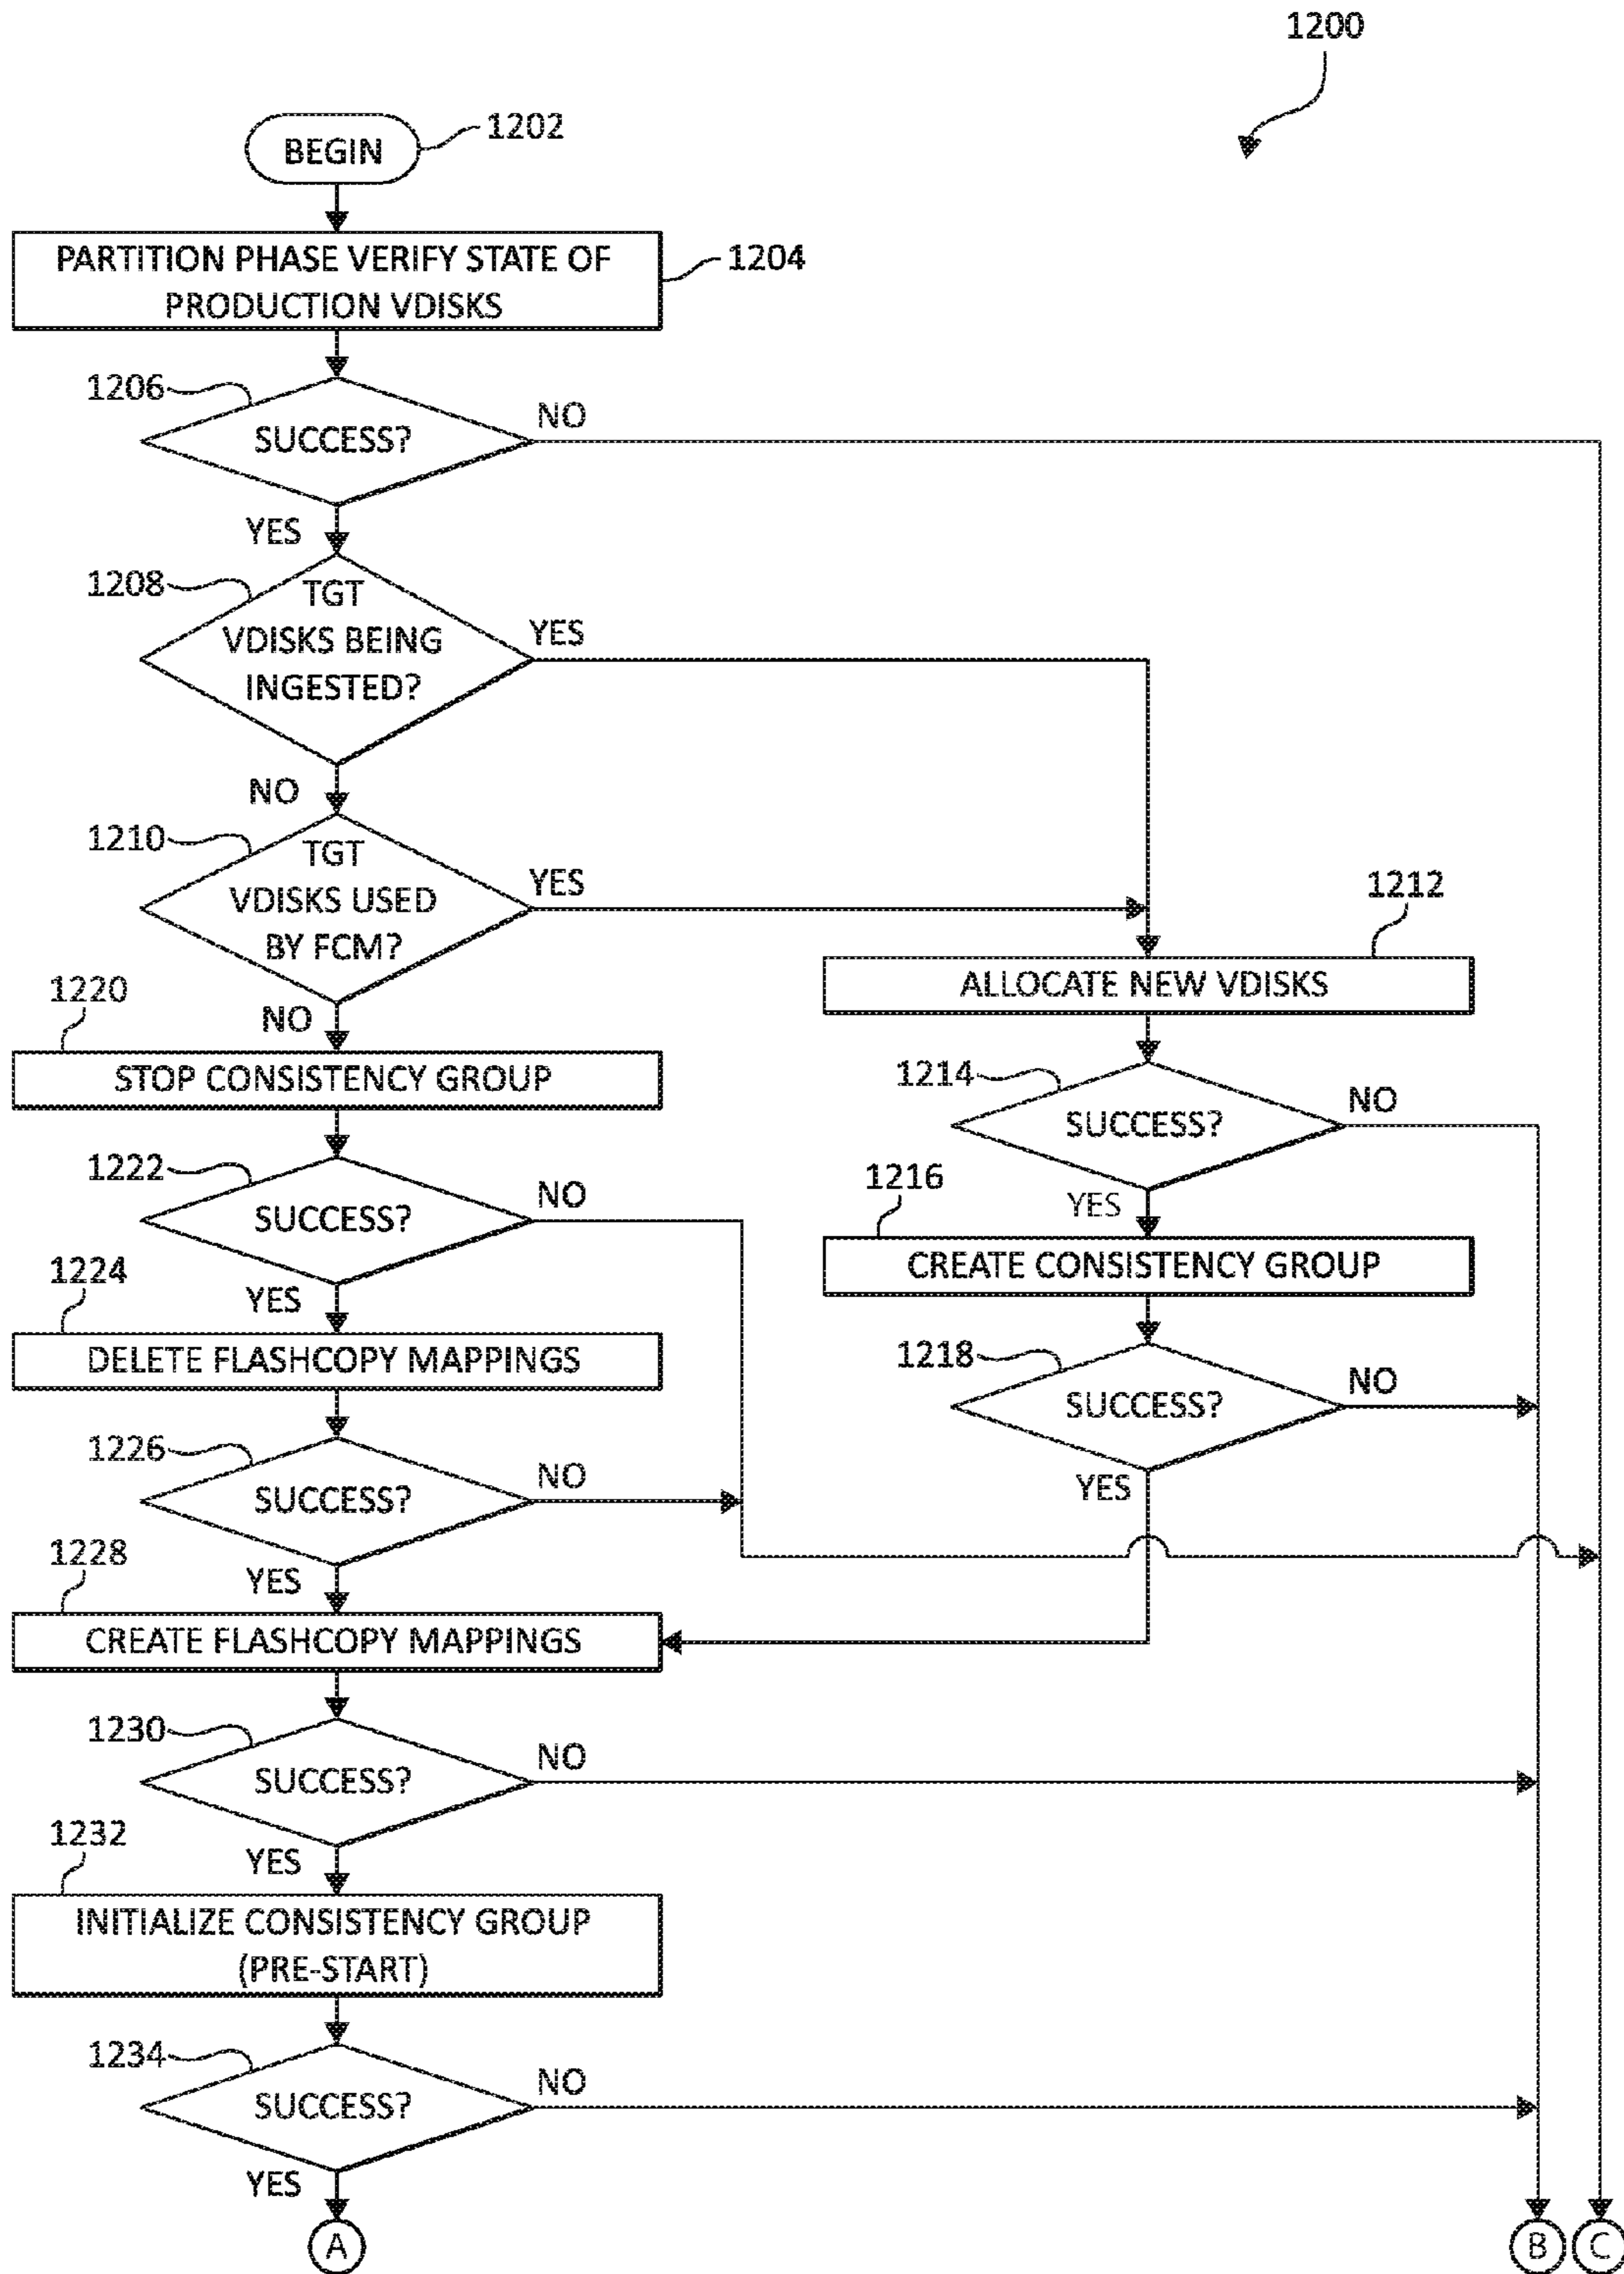 1200
BEGIN
1202
PARTITION PHASE VERIFY STATE OF
PRODUCTION VDISKS
1204
1206
SUCCESS?
NO
YES
1208
TGT
VDISKS BEING
INGESTED?
YES
NO
1210
TGT
VDISKS USED
BY FCM?
YES
NO
1212
ALLOCATE NEW VDISKS
1214
SUCCESS?
NO
YES
1216
CREATE CONSISTENCY GROUP
1218
SUCCESS?
NO
YES
1220
STOP CONSISTENCY GROUP
1222
SUCCESS?
NO
YES
1224
DELETE FLASHCOPY MAPPINGS
1226
SUCCESS?
NO
YES
1228
CREATE FLASHCOPY MAPPINGS
1230
SUCCESS?
NO
YES
1232
INITIALIZE CONSISTENCY GROUP
(PRE-START)
1234
SUCCESS?
NO
YES
A
B
C